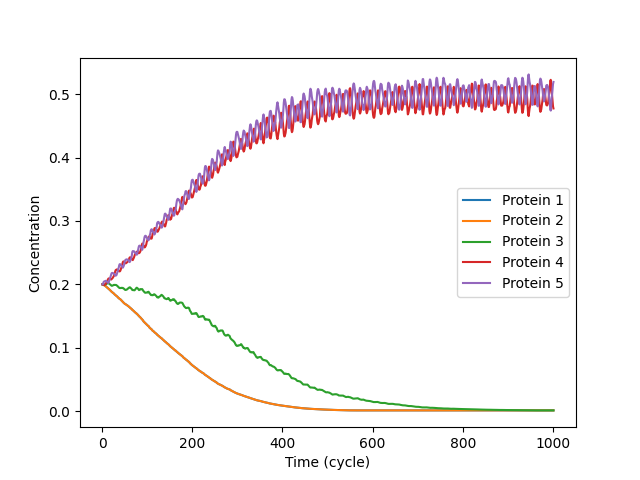 0.5
0.4
0.3
0.2
0.1
0.0
Concentration
Protein 1
Protein 2
Protein 3
Protein 4
Protein 5
0 200 400 600 800 1000
Time (cycle)